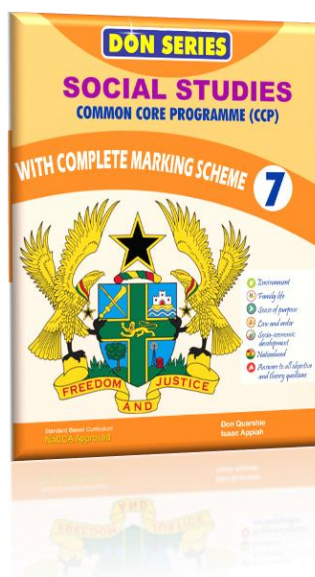 DON SERIES
SOCIAL STUDIES
COMMON CORE PROGRAMME (CCP)
WITH COMPLETE MARKING SCHEME 7
Environment
Family life
Sense of purpose
Law and order
Socio-economic
development
Nationhood
Answers to all objective
and theory questions
FREEDOM AND JUSTICE
Standard Based Curriculum
NaCCA Approved
Don Quarshie
Isaac Appiah